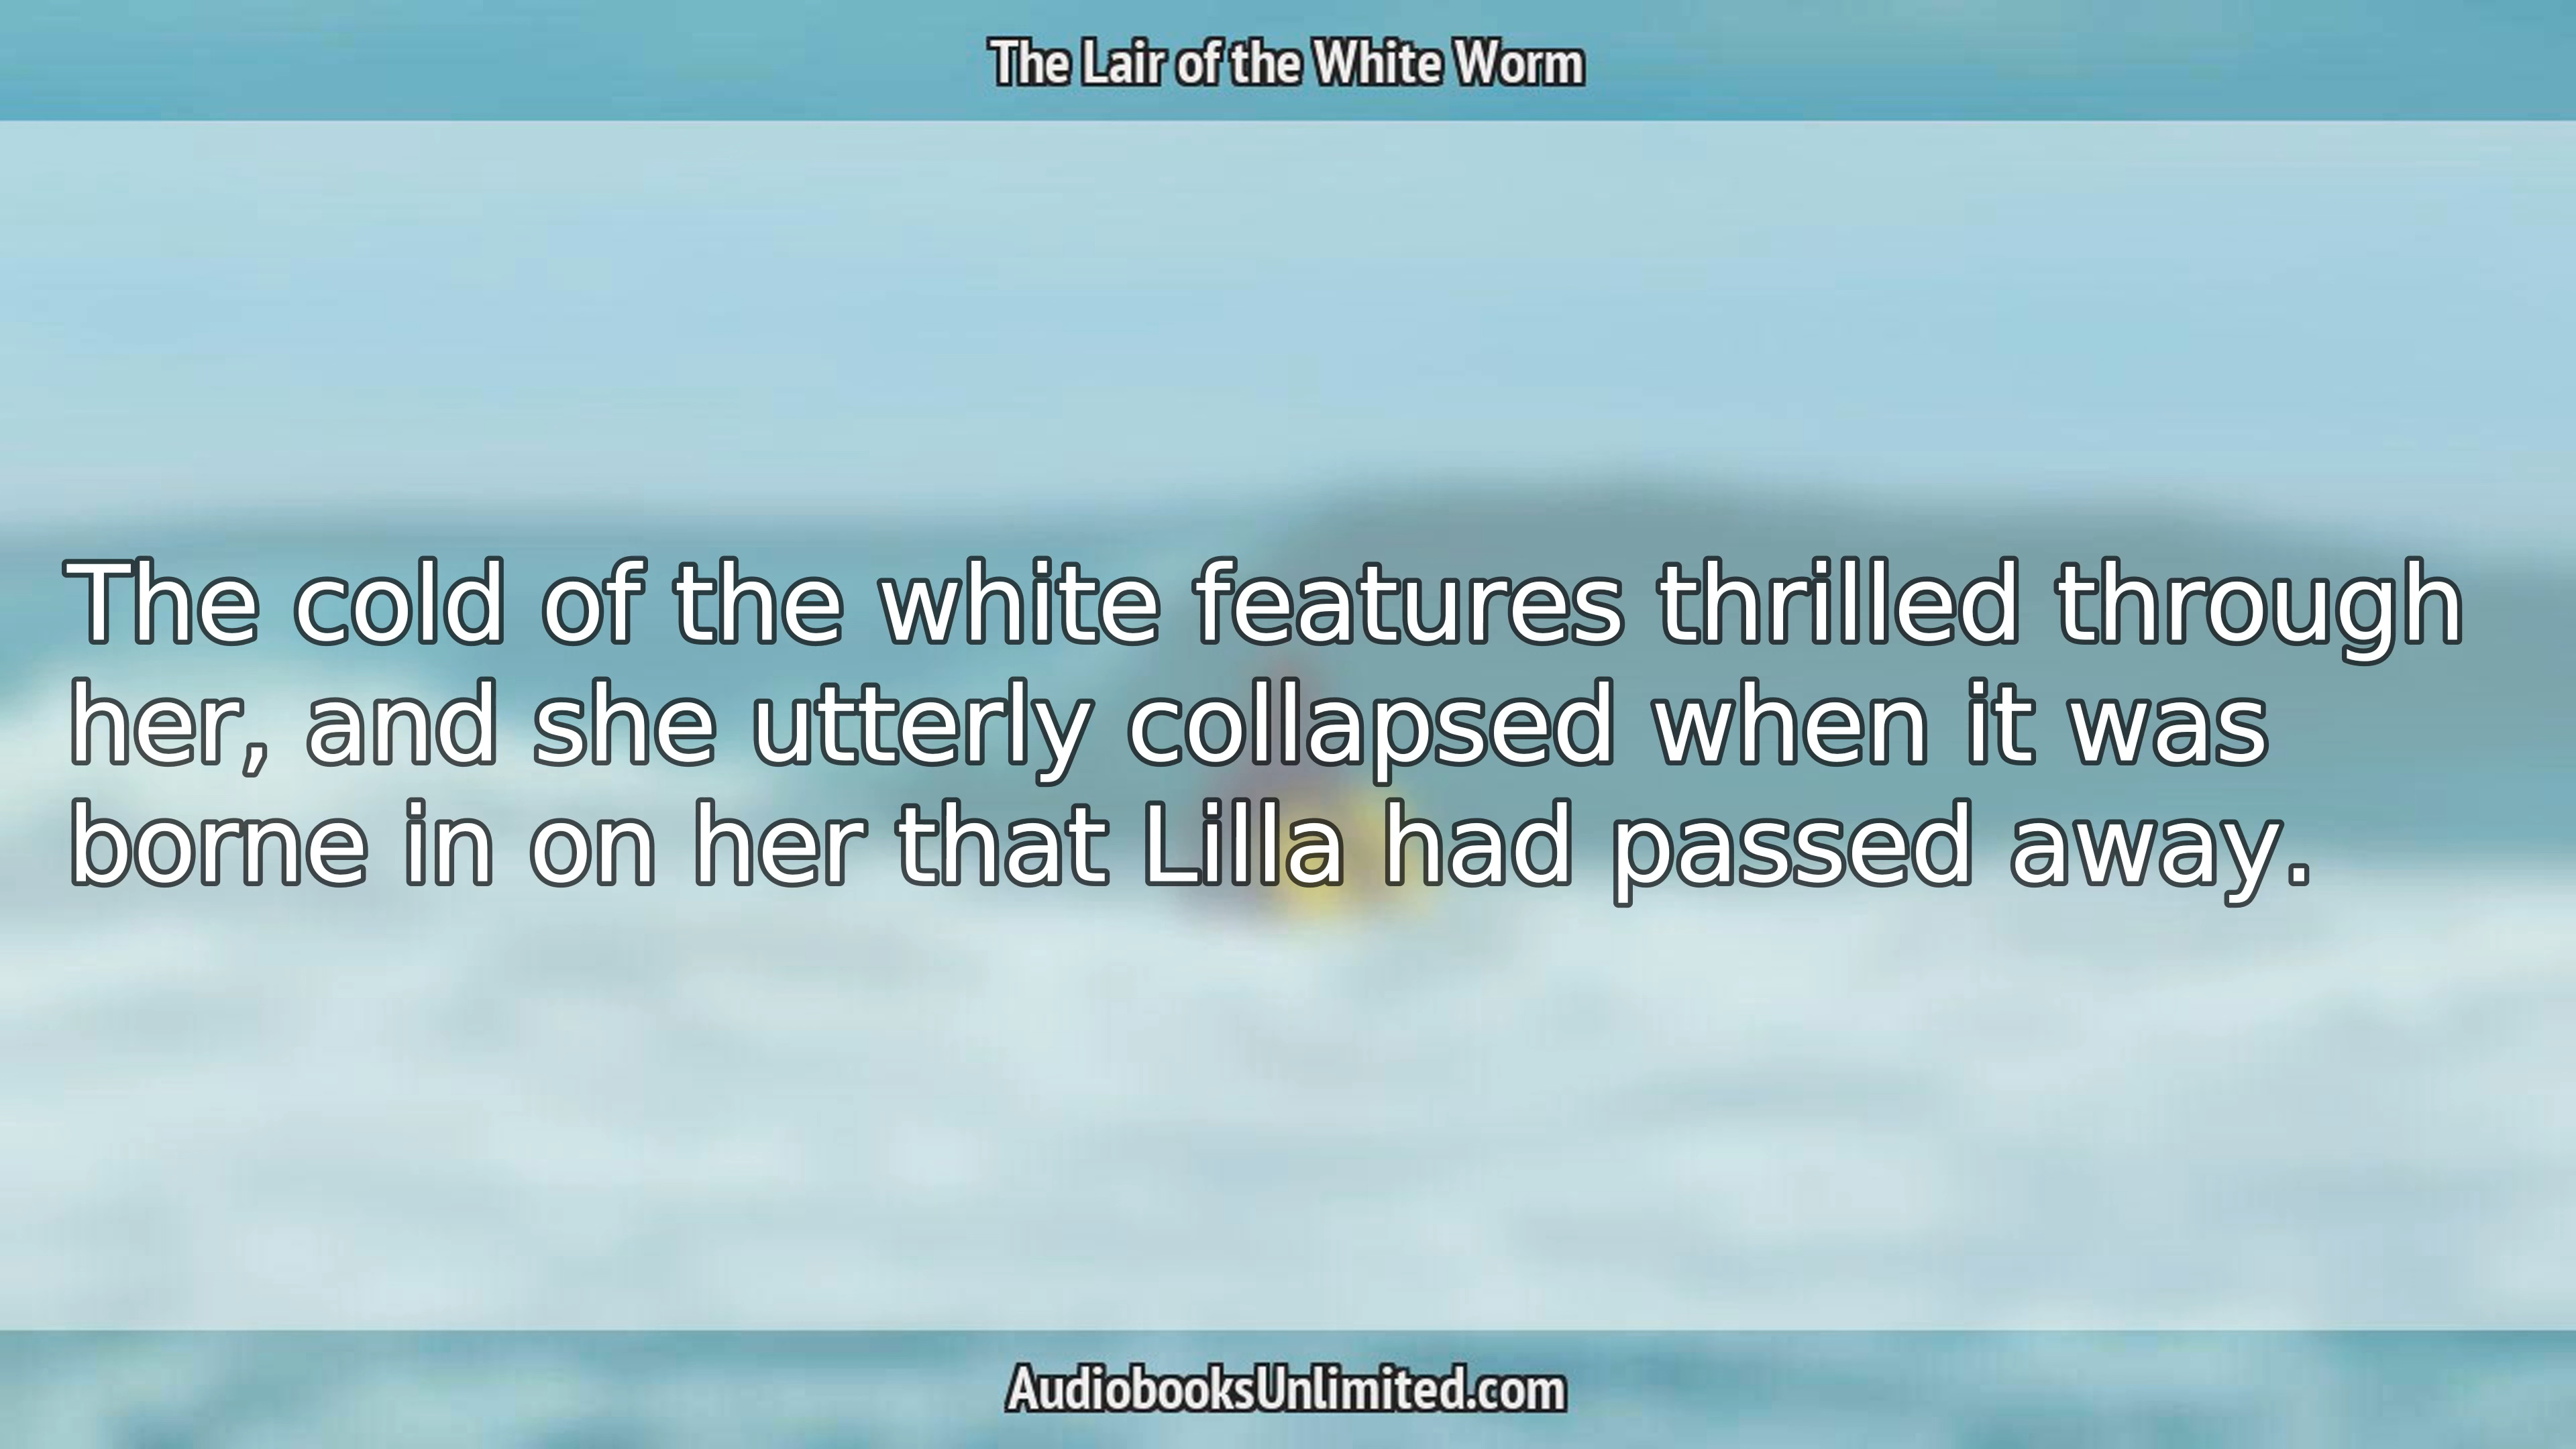 The Lair of the White Worm
The cold of the white features thrilled through
her, and she utterly collapsed when it was
borne in on her that Lilla had passed away.
AudiobooksUnlimited.com